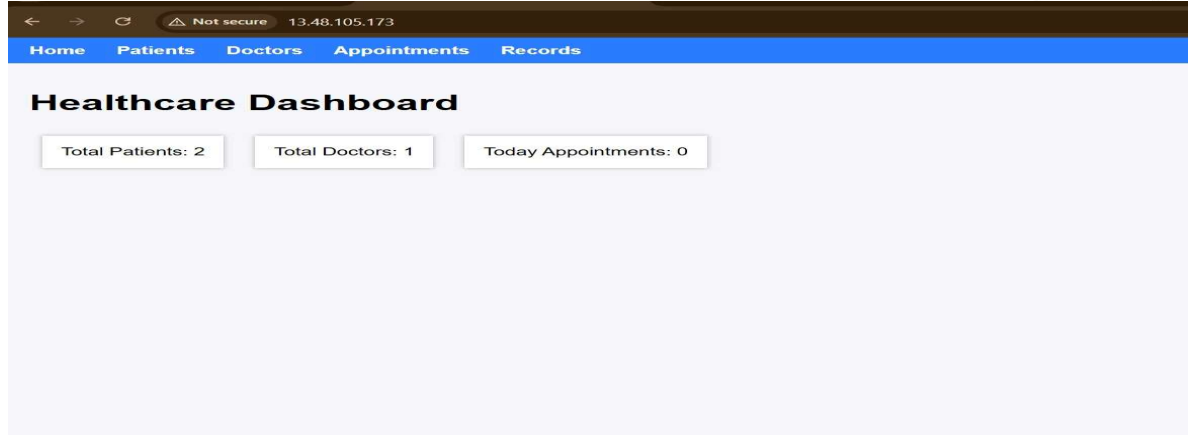 Not secure 13.48.105.173
Home Patients Doctors Appointments Records
Healthcare Dashboard
Total Patients: 2 Total Doctors: 1 Today Appointments: 0